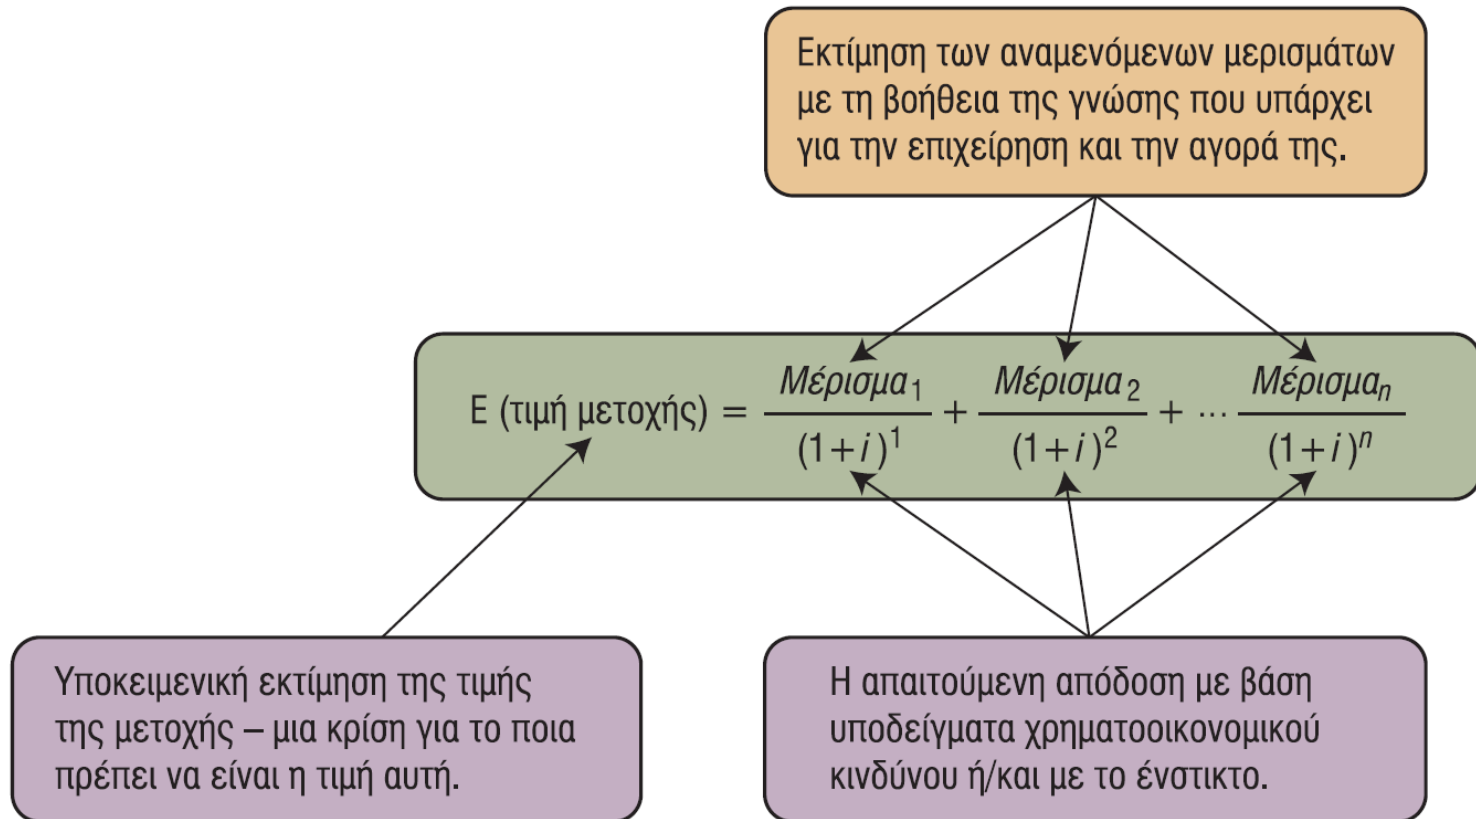 Εκτίμηση των αναμενόμενων μερισμάτων
με τη βοήθεια της γνώσης που υπάρχει
για την επιχείρηση και την αγορά της.
Ε (τιμή μετοχής) = Μέρισμα₁/(1+i)¹ + Μέρισμα₂/(1+i)² + ... Μέρισμαₙ/(1+i)ⁿ
Υποκειμενική εκτίμηση της τιμής
της μετοχής – μια κρίση για το ποια
πρέπει να είναι η τιμή αυτή.
Η απαιτούμενη απόδοση με βάση
υποδείγματα χρηματοοικονομικού
κινδύνου ή/και με το ένστικτο.